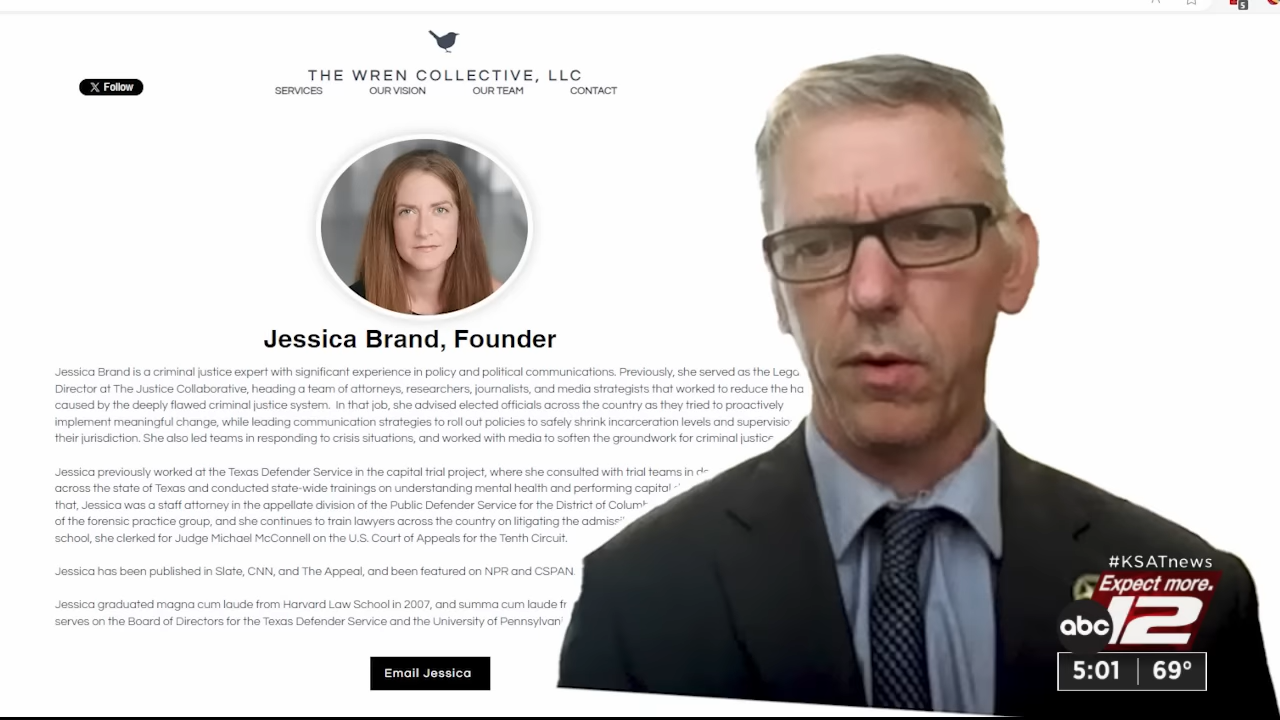 5
THE WREN COLLECTIVE, LLC
X Follow
SERVICES OUR VISION OUR TEAM CONTACT
Jessica Brand, Founder
Jessica Brand is a criminal justice expert with significant experience in policy and political communications. Previously, she served as the
Director at The Justice Collaborative, heading a team of attorneys, researchers, journalists, and media strategists that worked to reduce the
caused by the deeply flawed criminal justice system. In that job, she advised elected officials across the country as they tried to proactively
implement meaningful change, while leading communication strategies to roll out policies to safely shrink incarceration levels and
their jurisdiction. She also led teams in responding to crisis situations, and worked with media to soften the groundwork for criminal justice
Jessica previously worked at the Texas Defender Service in the capital trial project, where she consulted with trial teams in
across the state of Texas and conducted state-wide trainings on understanding mental health and performing capital
that, Jessica was a staff attorney in the appellate division of the Public Defender Service for the District of
of the forensic practice group, and she continues to train lawyers across the country on litigating the
school, she clerked for Judge Michael McConnell on the U.S. Court of Appeals for the Tenth Circuit.
Jessica has been published in Slate, CNN, and The Appeal, and been featured on NPR and CSPAN.
Jessica graduated magna cum laude from Harvard Law School in 2007, and summa cum laude
serves on the Board of Directors for the Texas Defender Service and the University of
Email Jessica
#KSATnews
Expect more.
abc 12
5:01 69°